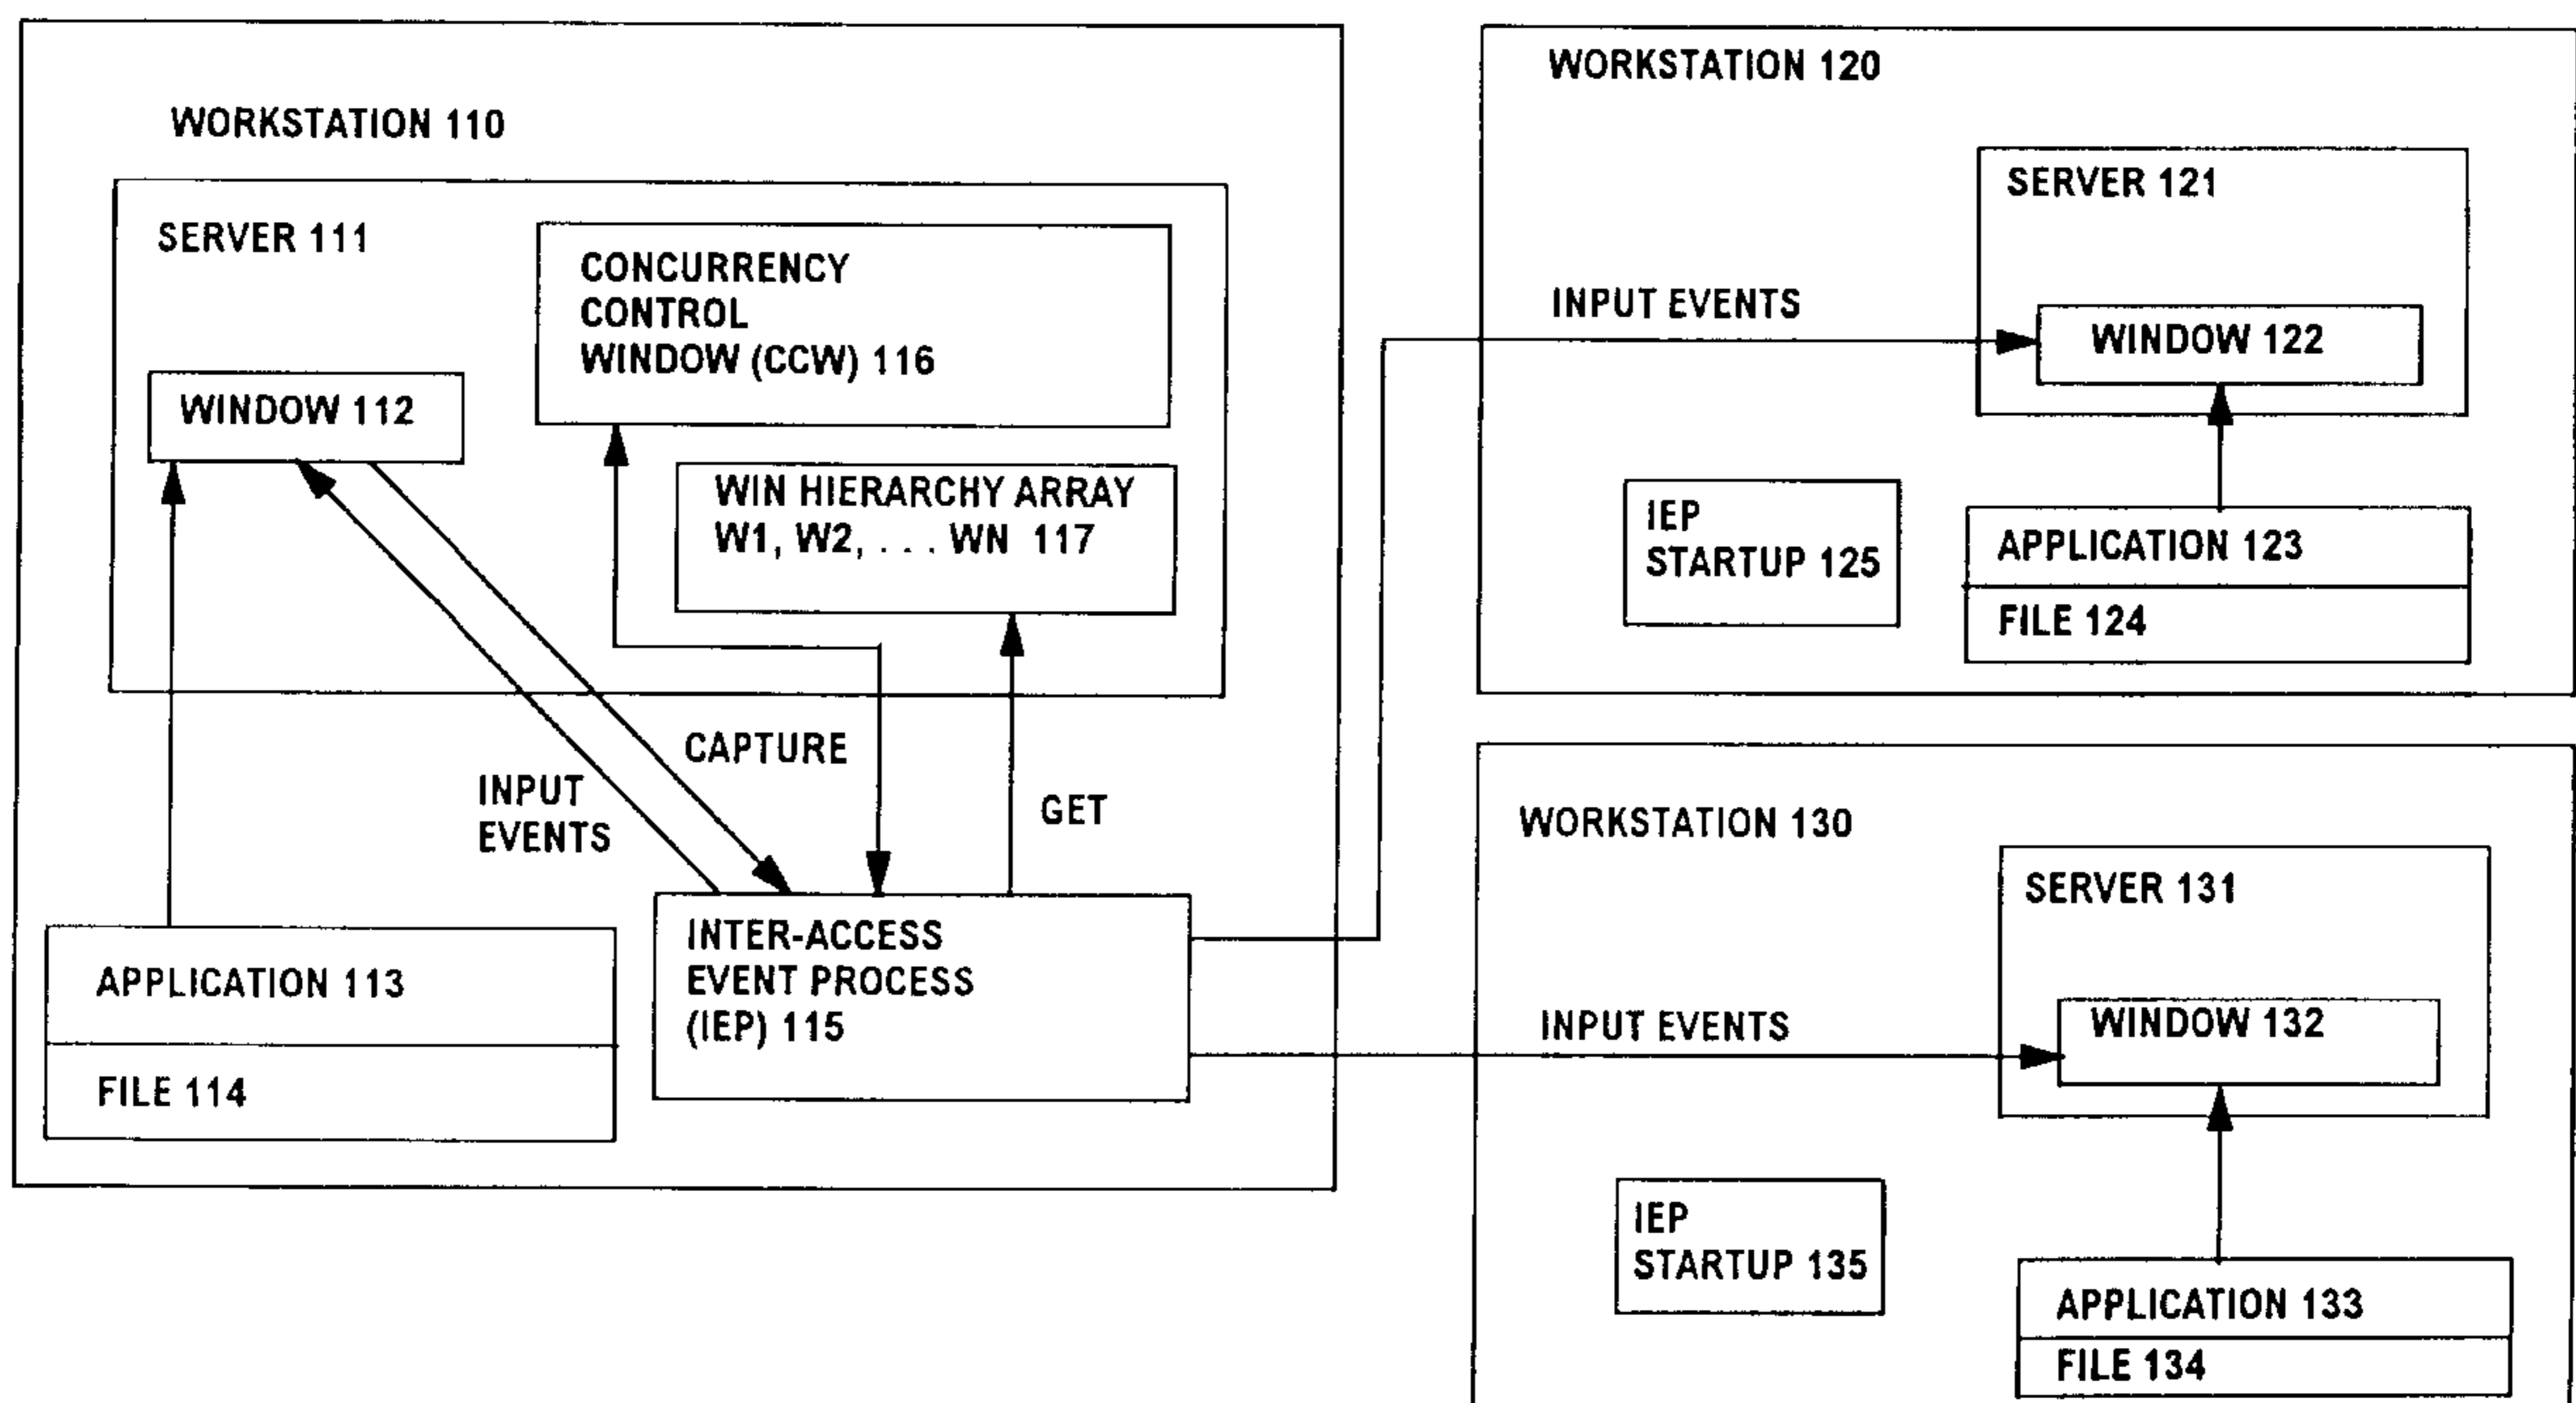 WORKSTATION 110
SERVER 111
CONCURRENCY
CONTROL
WINDOW (CCW) 116
WINDOW 112
WIN HIERARCHY ARRAY
W1, W2, . . . WN 117
CAPTURE
INPUT
EVENTS
GET
INTER-ACCESS
EVENT PROCESS
(IEP) 115
APPLICATION 113
FILE 114
WORKSTATION 120
SERVER 121
INPUT EVENTS
WINDOW 122
IEP
STARTUP 125
APPLICATION 123
FILE 124
WORKSTATION 130
SERVER 131
INPUT EVENTS
WINDOW 132
IEP
STARTUP 135
APPLICATION 133
FILE 134